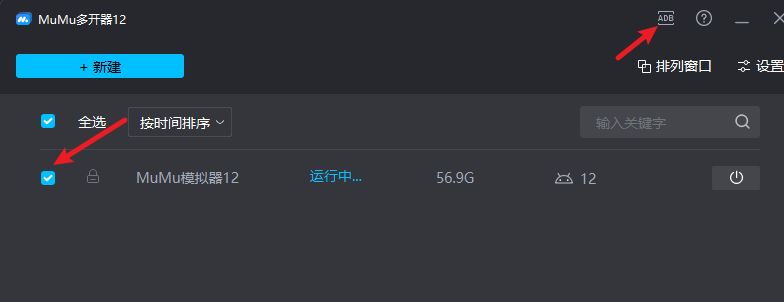 MuMu多开器12
ADB
+ 新建
排列窗口
设置
全选
按时间排序
输入关键字
MuMu模拟器12
运行中...
56.9G
12